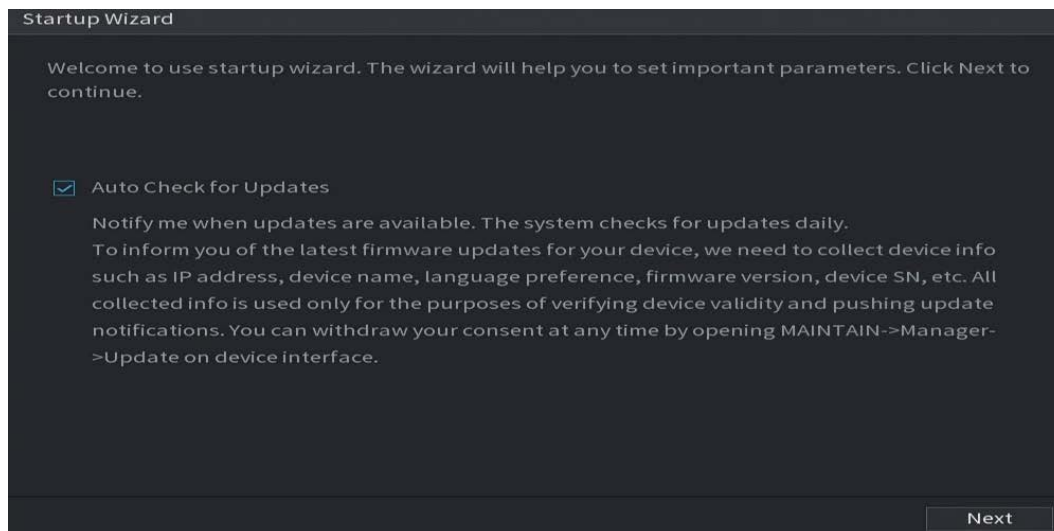 Startup Wizard
Welcome to use startup wizard. The wizard will help you to set important parameters. Click Next to
continue.
Auto Check for Updates
Notify me when updates are available. The system checks for updates daily.
To inform you of the latest firmware updates for your device, we need to collect device info
such as IP address, device name, language preference, firmware version, device SN, etc. All
collected info is used only for the purposes of verifying device validity and pushing update
notifications. You can withdraw your consent at any time by opening MAINTAIN->Manager-
>Update on device interface.
Next